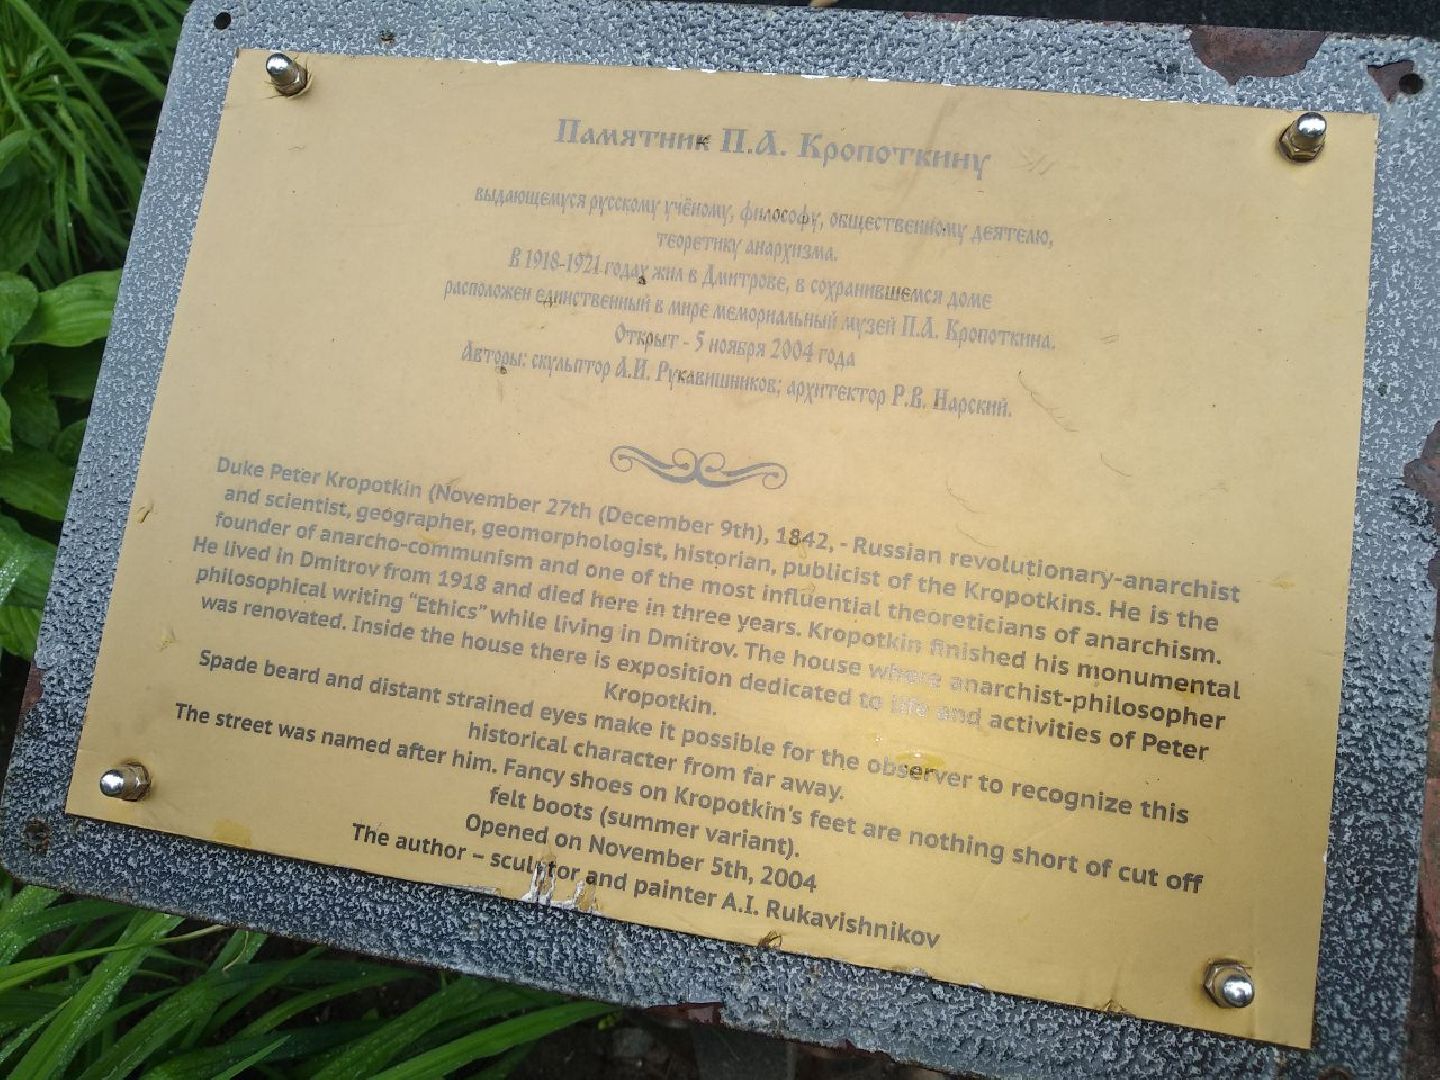 Памятник П.А. Кропоткину
выдающемуся русскому учёному, философу, общественному деятелю,
теоретику анархизма.
В 1918-1921 годах жил в Дмитрове, в сохранившемся доме
расположен единственный в мире мемориальный музей П.А. Кропоткина.
Открыт - 5 ноября 2004 года
Авторы: скульптор А.И. Рукавишников; архитектор Р.В. Нарский.
Duke Peter Kropotkin (November 27th (December 9th), 1842, - Russian revolutionary-anarchist
and scientist, geographer, geomorphologist, historian, publicist of the Kropotkins. He is the
founder of anarcho-communism and one of the most influential theoreticians of anarchism.
He lived in Dmitrov from 1918 and died here in three years. Kropotkin finished his monumental
philosophical writing "Ethics" while living in Dmitrov. The house where anarchist-philosopher
was renovated. Inside the house there is exposition dedicated to life and activities of Peter
Kropotkin.
Spade beard and distant strained eyes make it possible for the observer to recognize this
historical character from far away.
The street was named after him. Fancy shoes on Kropotkin's feet are nothing short of cut off
felt boots (summer variant).
Opened on November 5th, 2004
The author – sculptor and painter A.I. Rukavishnikov